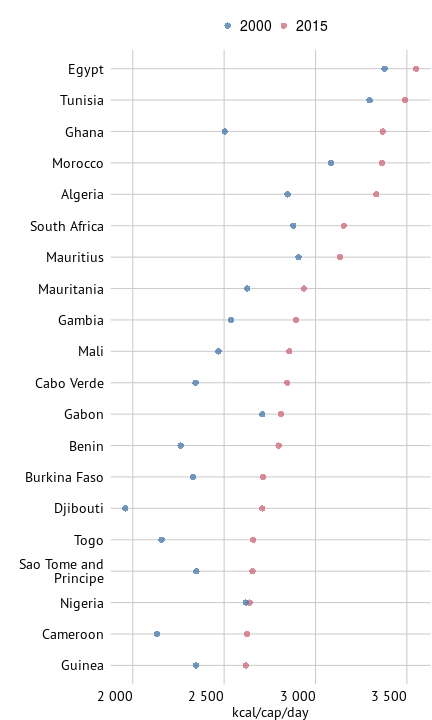 2000 2015
Egypt
Tunisia
Ghana
Morocco
Algeria
South Africa
Mauritius
Mauritania
Gambia
Mali
Cabo Verde
Gabon
Benin
Burkina Faso
Djibouti
Togo
Sao Tome and
Principe
Nigeria
Cameroon
Guinea
2 000 2 500 3 000 3 500
kcal/cap/day